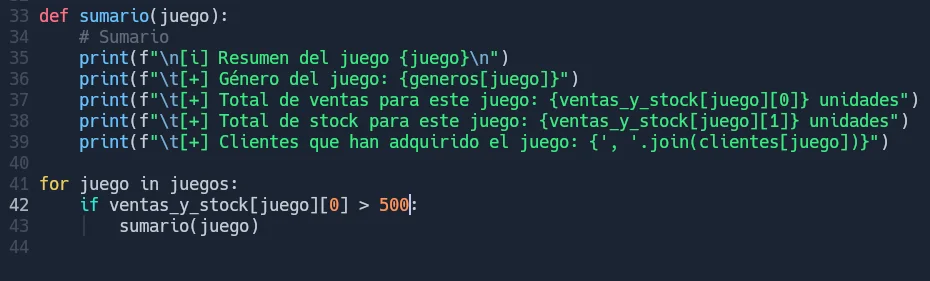 33 def sumario(juego):
34     # Sumario
35     print(f"\n[i] Resumen del juego {juego}\n")
36     print(f"\t[+] Género del juego: {generos[juego]}")
37     print(f"\t[+] Total de ventas para este juego: {ventas_y_stock[juego][0]} unidades")
38     print(f"\t[+] Total de stock para este juego: {ventas_y_stock[juego][1]} unidades")
39     print(f"\t[+] Clientes que han adquirido el juego: {', '.join(clientes[juego])}")
40
41 for juego in juegos:
42     if ventas_y_stock[juego][0] > 500:
43         sumario(juego)
44